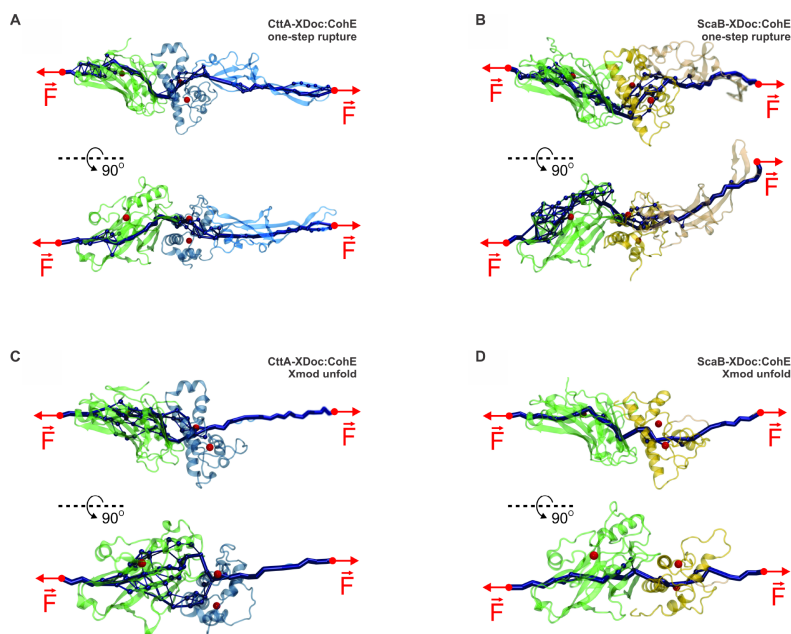 A
CttA-XDoc:CohE
one-step rupture
F
F
90°
F
F
B
ScaB-XDoc:CohE
one-step rupture
F
F
90°
F
F
C
CttA-XDoc:CohE
Xmod unfold
F
F
90°
F
F
D
ScaB-XDoc:CohE
Xmod unfold
F
F
90°
F
F